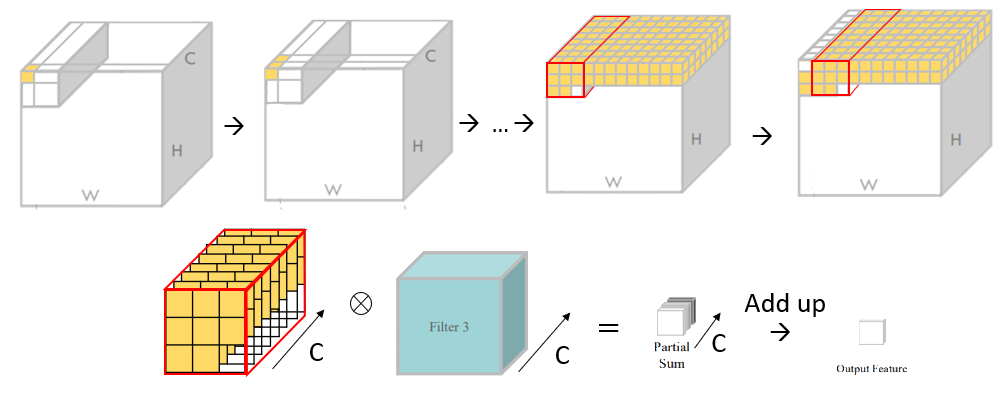 C
H
W
C
H
W
...
H
W
H
W
Filter 3
C
C
=
Partial
Sum
C
Add up
Output Feature